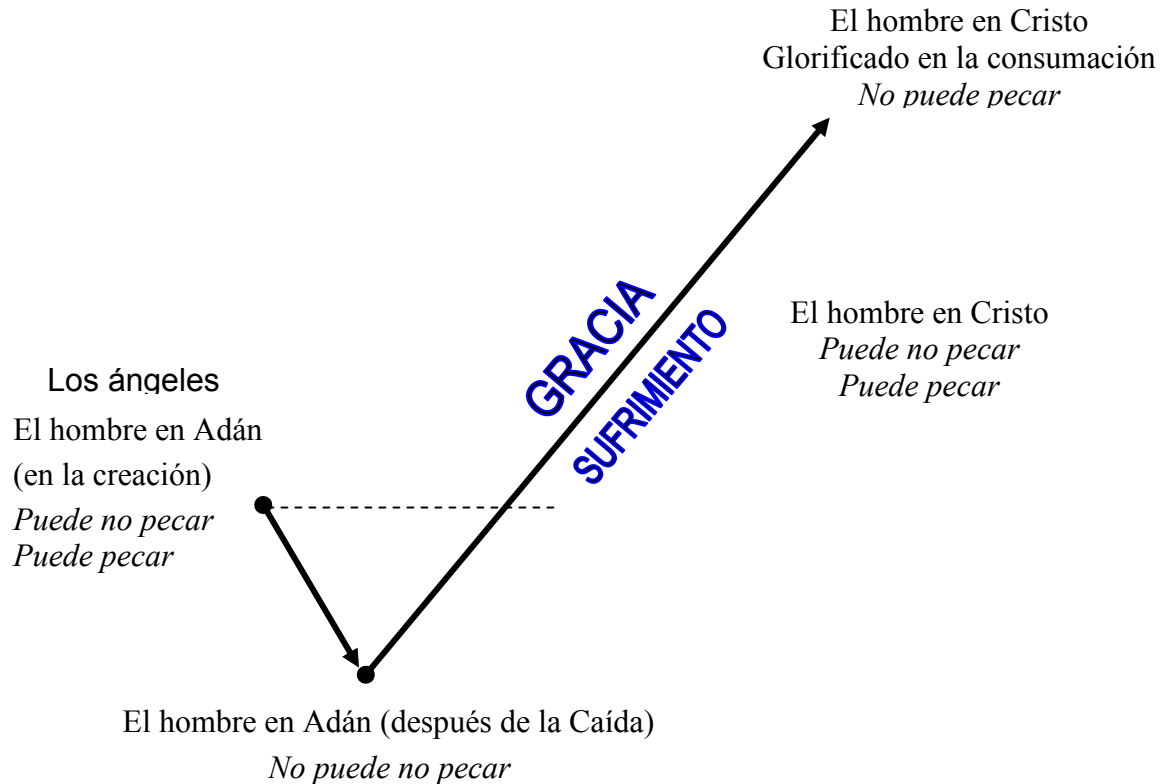 El hombre en Cristo
Glorificado en la consumación
No puede pecar
GRACIA
SUFRIMIENTO
El hombre en Cristo
Puede no pecar
Puede pecar
Los ángeles
El hombre en Adán
(en la creación)
Puede no pecar
Puede pecar
El hombre en Adán (después de la Caída)
No puede no pecar